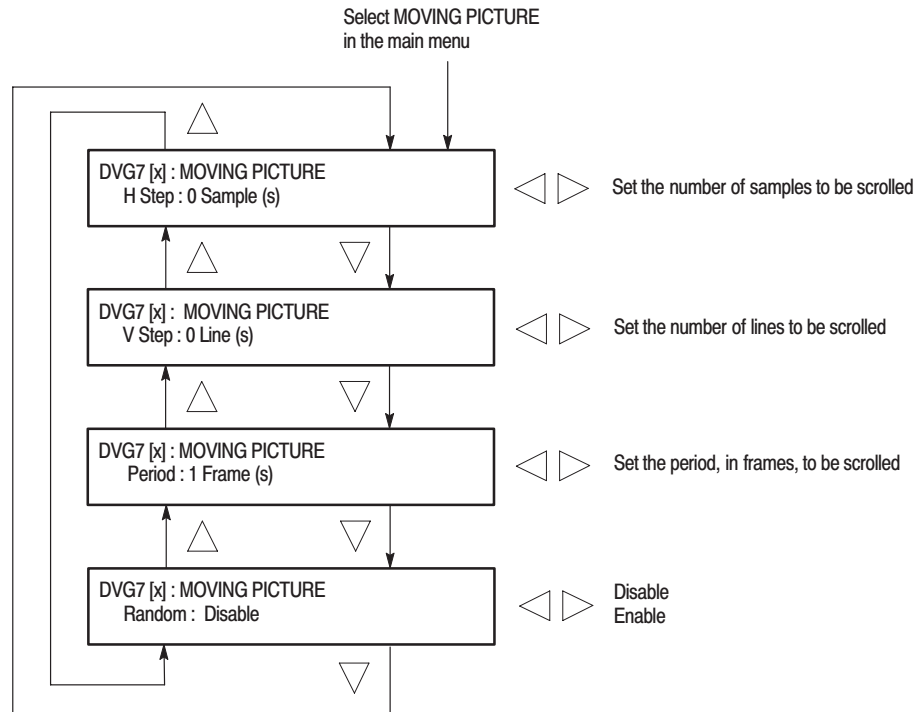 Select MOVING PICTURE
in the main menu
DVG7 [x] : MOVING PICTURE
H Step : 0 Sample (s)
Set the number of samples to be scrolled
DVG7 [x] :  MOVING PICTURE
V Step : 0 Line (s)
Set the number of lines to be scrolled
DVG7 [x] : MOVING PICTURE
Period : 1 Frame (s)
Set the period, in frames, to be scrolled
DVG7 [x] : MOVING PICTURE
Random :  Disable
Disable
Enable